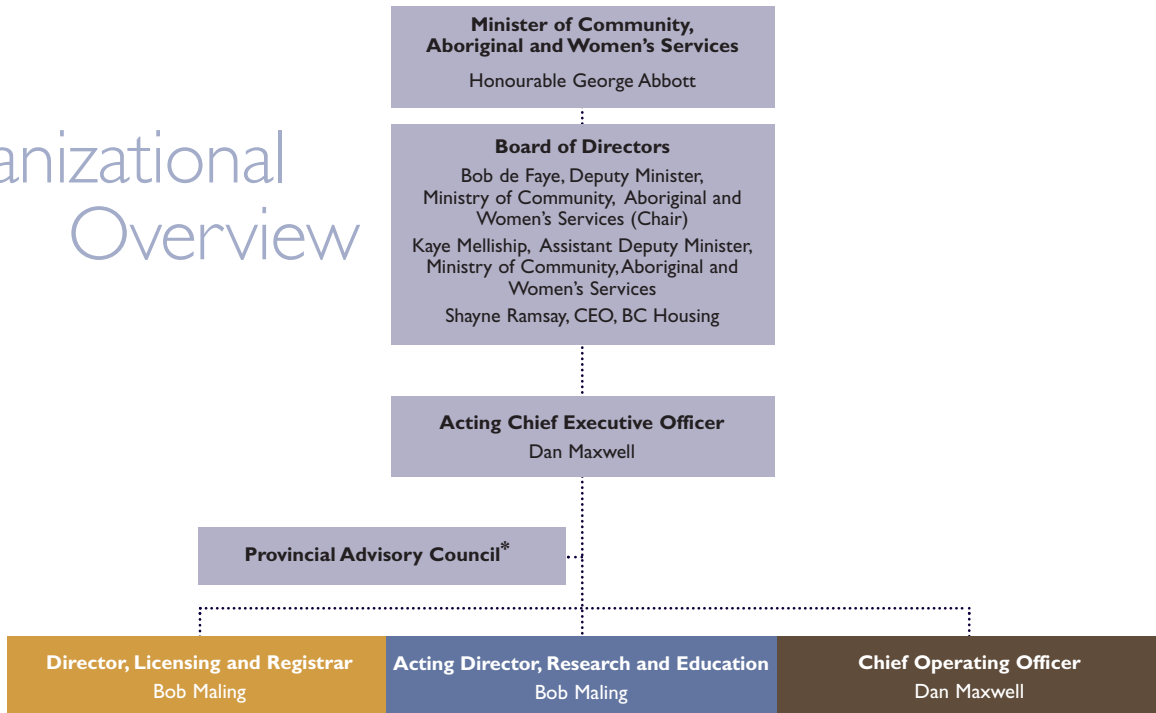 Minister of Community,
Aboriginal and Women's Services
Honourable George Abbott
anizational
Overview
Board of Directors
Bob de Faye, Deputy Minister,
Ministry of Community, Aboriginal and
Women's Services (Chair)
Kaye Melliship, Assistant Deputy Minister,
Ministry of Community, Aboriginal and
Women's Services
Shayne Ramsay, CEO, BC Housing
Acting Chief Executive Officer
Dan Maxwell
Provincial Advisory Council*
Director, Licensing and Registrar
Bob Maling
Acting Director, Research and Education
Bob Maling
Chief Operating Officer
Dan Maxwell